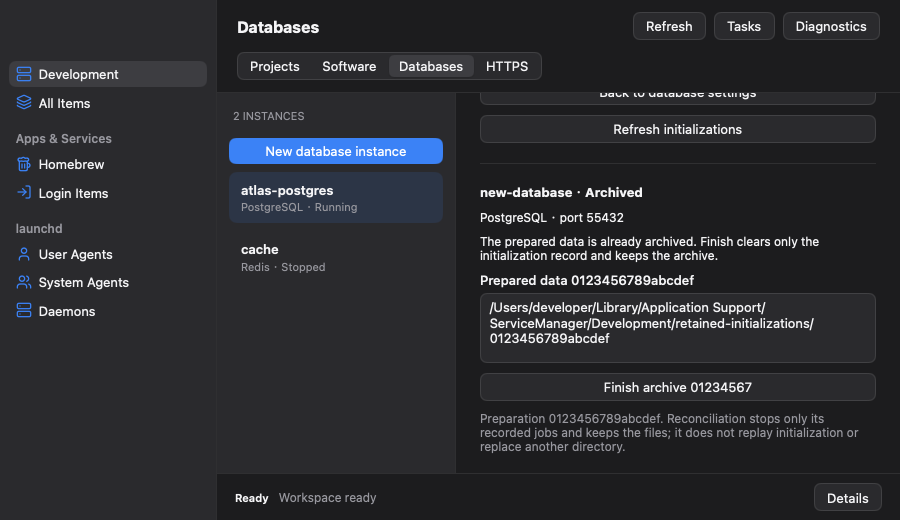 Databases
Refresh
Tasks
Diagnostics
Projects
Software
Databases
HTTPS
Development
All Items
Apps & Services
Homebrew
Login Items
launchd
User Agents
System Agents
Daemons
2 INSTANCES
New database instance
atlas-postgres
PostgreSQL · Running
cache
Redis · Stopped
Back to database settings
Refresh initializations
new-database · Archived
PostgreSQL · port 55432
The prepared data is already archived. Finish clears only the
initialization record and keeps the archive.
Prepared data 0123456789abcdef
/Users/developer/Library/Application Support/
ServiceManager/Development/retained-initializations/
0123456789abcdef
Finish archive 01234567
Preparation 0123456789abcdef. Reconciliation stops only its
recorded jobs and keeps the files; it does not replay initialization or
replace another directory.
Ready
Workspace ready
Details